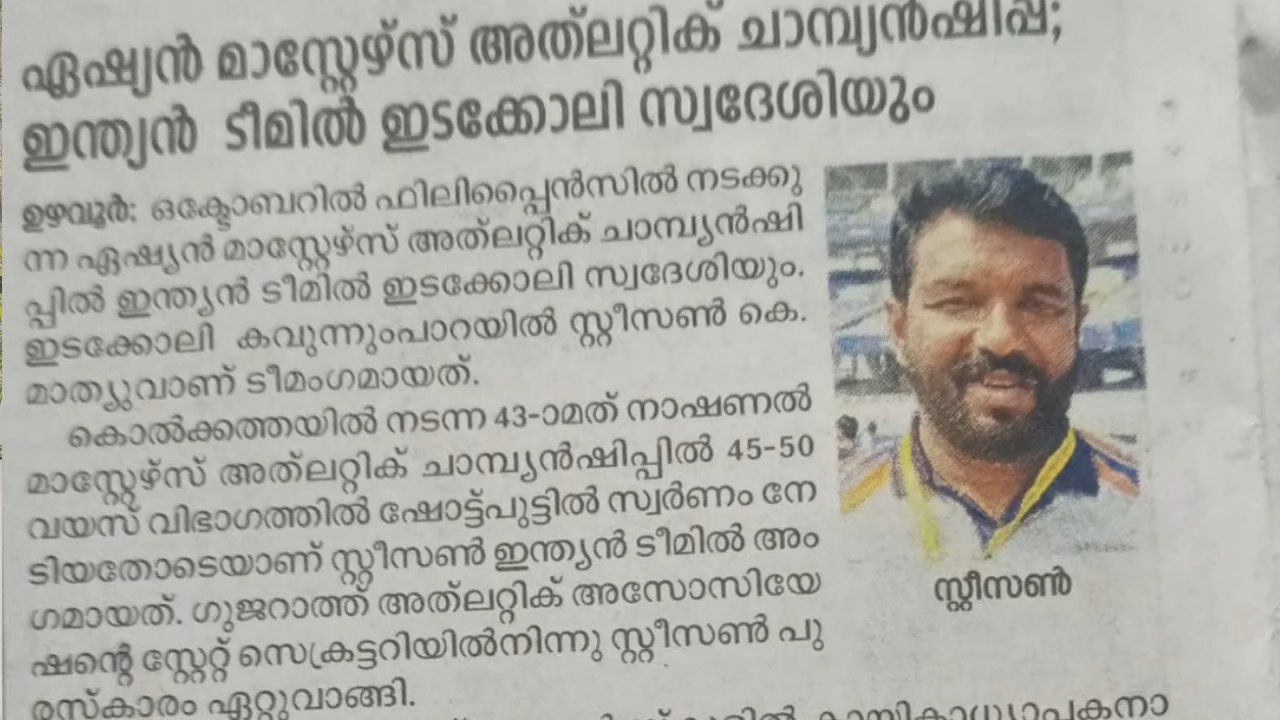 ഏഷ്യൻ മാസ്റ്റേഴ്സ് അത്‌ലറ്റിക് ചാമ്പ്യൻഷിപ്പ്;
ഇന്ത്യൻ ടീമിൽ ഇടക്കോലി സ്വദേശിയും
ഉഴവൂർ: ഒക്ടോബറിൽ ഫിലിപ്പൈൻസിൽ നടക്കു
ന്ന ഏഷ്യൻ മാസ്റ്റേഴ്സ് അത്‌ലറ്റിക് ചാമ്പ്യൻഷി
പ്പിൽ ഇന്ത്യൻ ടീമിൽ ഇടക്കോലി സ്വദേശിയും.
ഇടക്കോലി കവുന്നുംപാറയിൽ സ്റ്റീസൺ കെ.
മാത്യുവാണ് ടീമംഗമായത്.
കൊൽക്കത്തയിൽ നടന്ന 43-ാമത് നാഷണൽ
മാസ്റ്റേഴ്സ് അത്‌ലറ്റിക് ചാമ്പ്യൻഷിപ്പിൽ 45-50
വയസ് വിഭാഗത്തിൽ ഷോട്ട്പുട്ടിൽ സ്വർണം നേ
ടിയതോടെയാണ് സ്റ്റീസൺ ഇന്ത്യൻ ടീമിൽ അം
ഗമായത്. ഗുജറാത്ത് അത്‌ലറ്റിക് അസോസിയേ
ഷന്റെ സ്റ്റേറ്റ് സെക്രട്ടറിയിൽനിന്നു സ്റ്റീസൺ പു
രസ്കാരം ഏറ്റുവാങ്ങി.
സ്റ്റീസൺ
കായികാധ്യാപകനാ